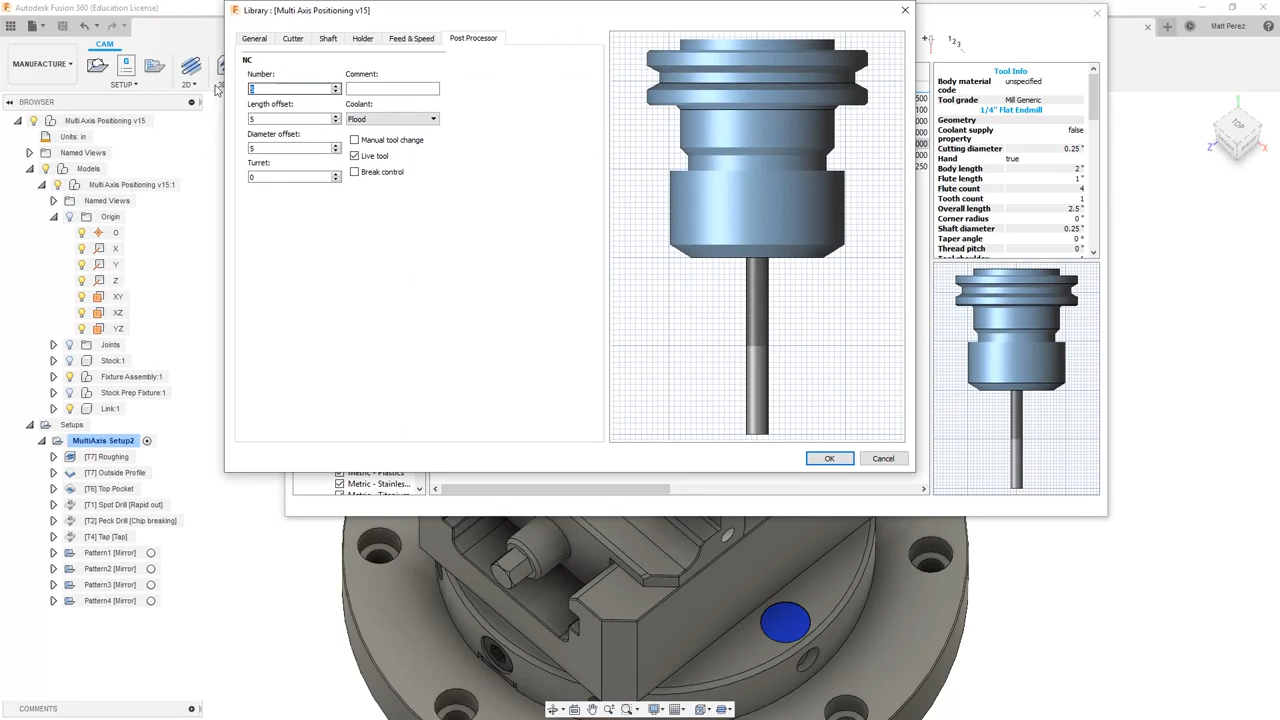 Autodesk Fusion 360 (Education License)
Library : [Multi Axis Positioning v15]
Matt Perez
CAM
MANUFACTURE
SETUP
2D
General
Cutter
Shaft
Holder
Feed & Speed
Post Processor
NC
Number:
Comment:
Length offset:
5
Coolant:
Flood
Diameter offset:
5
Manual tool change
Live tool
Turret:
0
Break control
OK
Cancel
BROWSER
Multi Axis Positioning v15
Units: in
Named Views
Models
Multi Axis Positioning v15:1
Named Views
Origin
O
X
Y
Z
XY
XZ
YZ
Joints
Stock:1
Fixture Assembly:1
Stock Prep Fixture:1
Link:1
Setups
MultiAxis Setup2
[T7] Roughing
[T7] Outside Profile
[T6] Top Pocket
[T1] Spot Drill [Rapid out]
[T2] Peck Drill [Chip breaking]
[T4] Tap [Tap]
Pattern1 [Mirror]
Pattern2 [Mirror]
Pattern3 [Mirror]
Pattern4 [Mirror]
COMMENTS
Metric - Stainles...
Tool Info
Body material code unspecified
Tool grade Mill Generic
1/4" Flat Endmill
Geometry
Coolant supply property false
Cutting diameter 0.25 "
Hand true
Body length 2 "
Flute length 1 "
Flute count 4
Tooth count 1
Overall length 2.5 "
Corner radius 0 "
Shaft diameter 0.25 "
Taper angle 0 °
Thread pitch 0 "
TOP
Z
Y
X